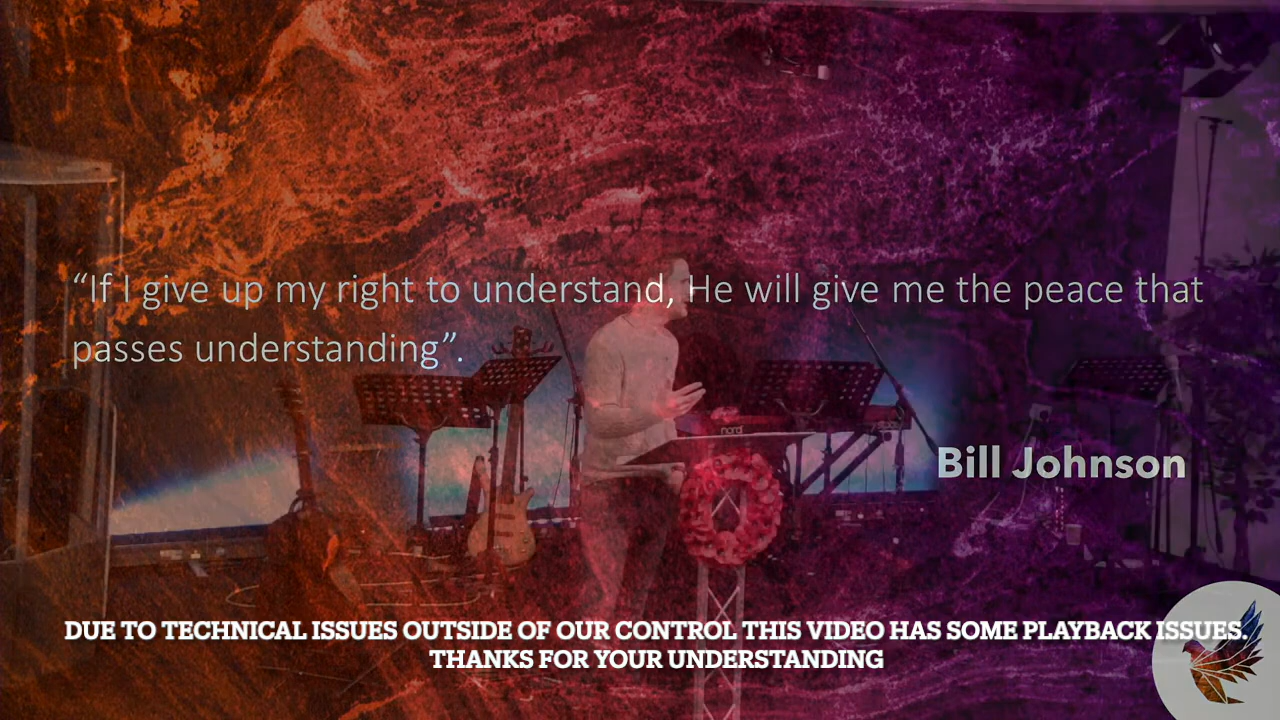 “If I give up my right to understand, He will give me the peace that
passes understanding”.
nord
Bill Johnson
DUE TO TECHNICAL ISSUES OUTSIDE OF OUR CONTROL THIS VIDEO HAS SOME PLAYBACK ISSUES.
THANKS FOR YOUR UNDERSTANDING